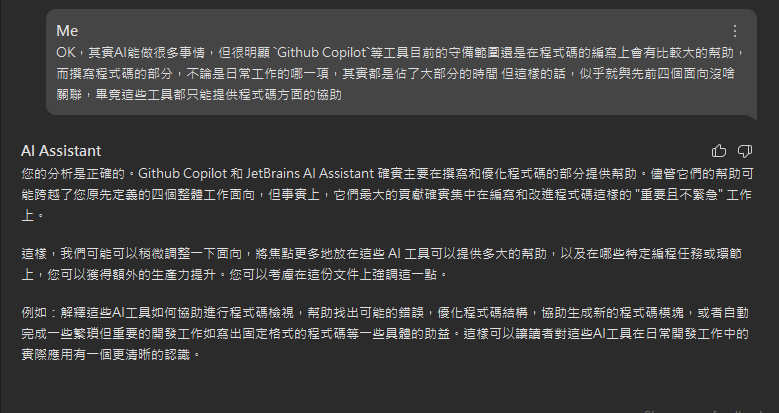 Me
OK，其實AI能做很多事情，但很明顯 `Github Copilot`等工具目前的守備範圍還是在程式碼的編寫上會有比較大的幫助，
而撰寫程式碼的部分，不論是日常工作的哪一項，其實都是佔了大部分的時間 但這樣的話，似乎就與先前四個面向沒啥
關聯，畢竟這些工具都只能提供程式碼方面的協助
AI Assistant
您的分析是正確的。Github Copilot 和 JetBrains AI Assistant 確實主要在撰寫和優化程式碼的部分提供幫助。儘管它們的幫助可
能跨越了您原先定義的四個整體工作面向，但事實上，它們最大的貢獻確實集中在編寫和改進程式碼這樣的 "重要且不緊急" 工作
上。
這樣，我們可能可以稍微調整一下面向，將焦點更多地放在這些 AI 工具可以提供多大的幫助，以及在哪些特定編程任務或環節
上，您可以獲得額外的生產力提升。您可以考慮在這份文件上強調這一點。
例如：解釋這些AI工具如何協助進行程式碼檢視，幫助找出可能的錯誤，優化程式碼結構，協助生成新的程式碼模塊，或者自動
完成一些繁瑣但重要的開發工作如寫出固定格式的程式碼等一些具體的助益。這樣可以讓讀者對這些AI工具在日常開發工作中的
實際應用有一個更清晰的認識。